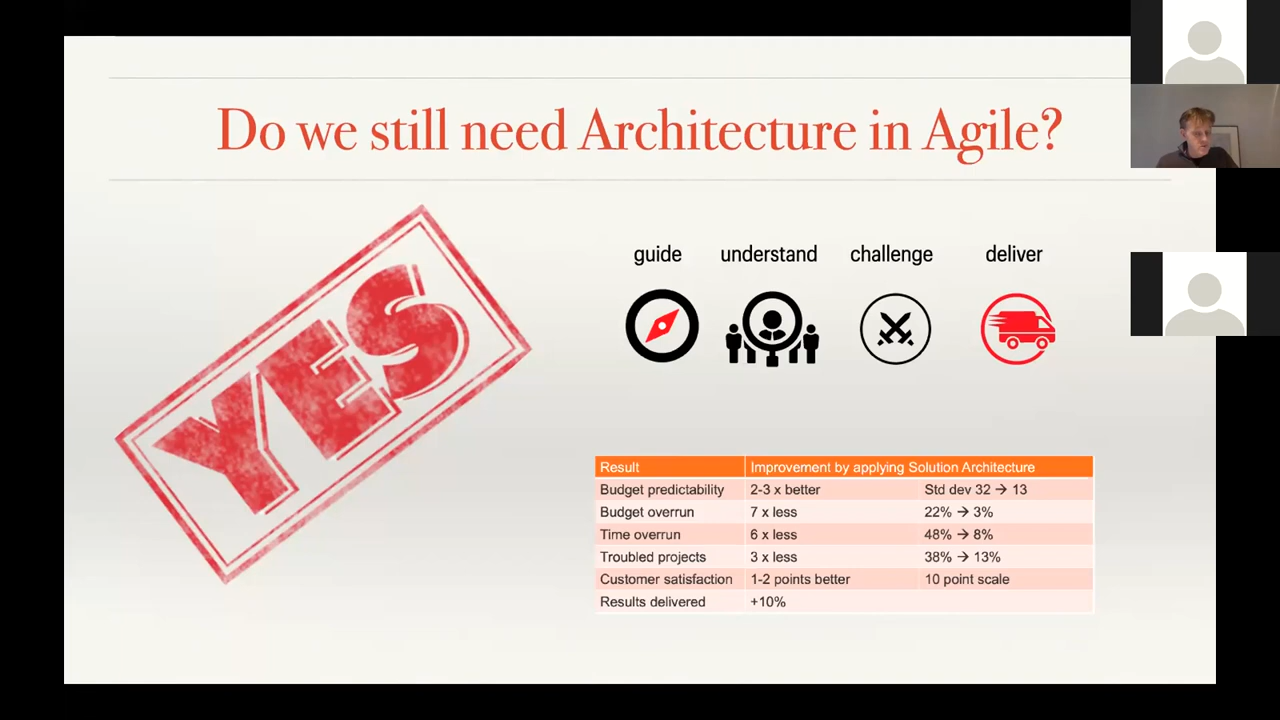 Do we still need Architecture in Agile?
YES
guide understand challenge deliver
Result Improvement by applying Solution Architecture
Budget predictability 2-3 x better Std dev 32 → 13
Budget overrun 7 x less 22% → 3%
Time overrun 6 x less 48% → 8%
Troubled projects 3 x less 38% → 13%
Customer satisfaction 1-2 points better 10 point scale
Results delivered +10%